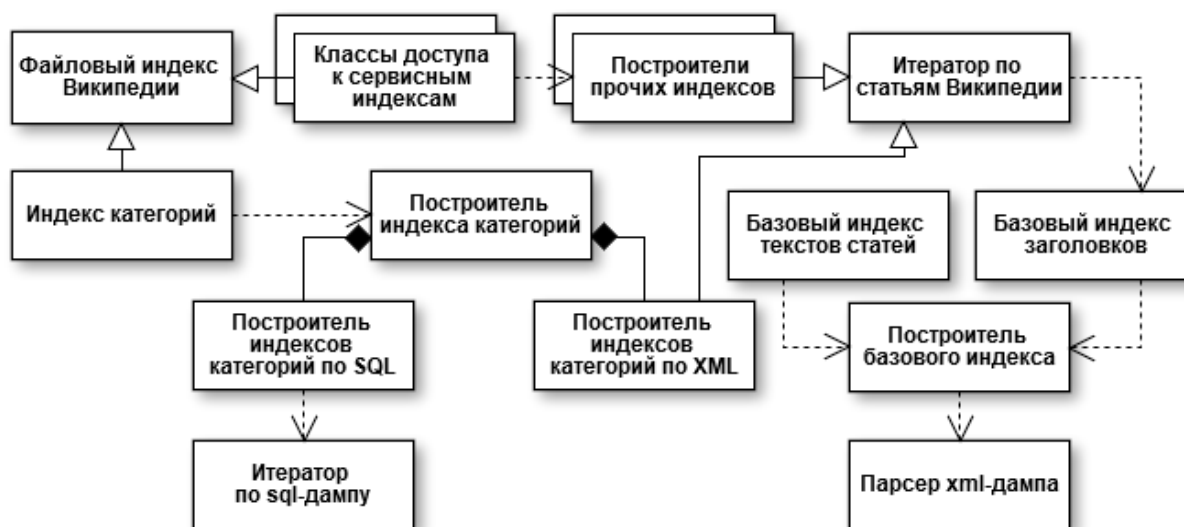 Файловый индекс
Википедии
Классы доступа
к сервисным
индексам
Построители
прочих индексов
Итератор по
статьям Википедии
Индекс категорий
Построитель
индекса категорий
Базовый индекс
текстов статей
Базовый индекс
заголовков
Построитель
индексов
категорий по SQL
Построитель
индексов
категорий по XML
Построитель
базового индекса
Итератор
по sql-дампу
Парсер xml-дампа